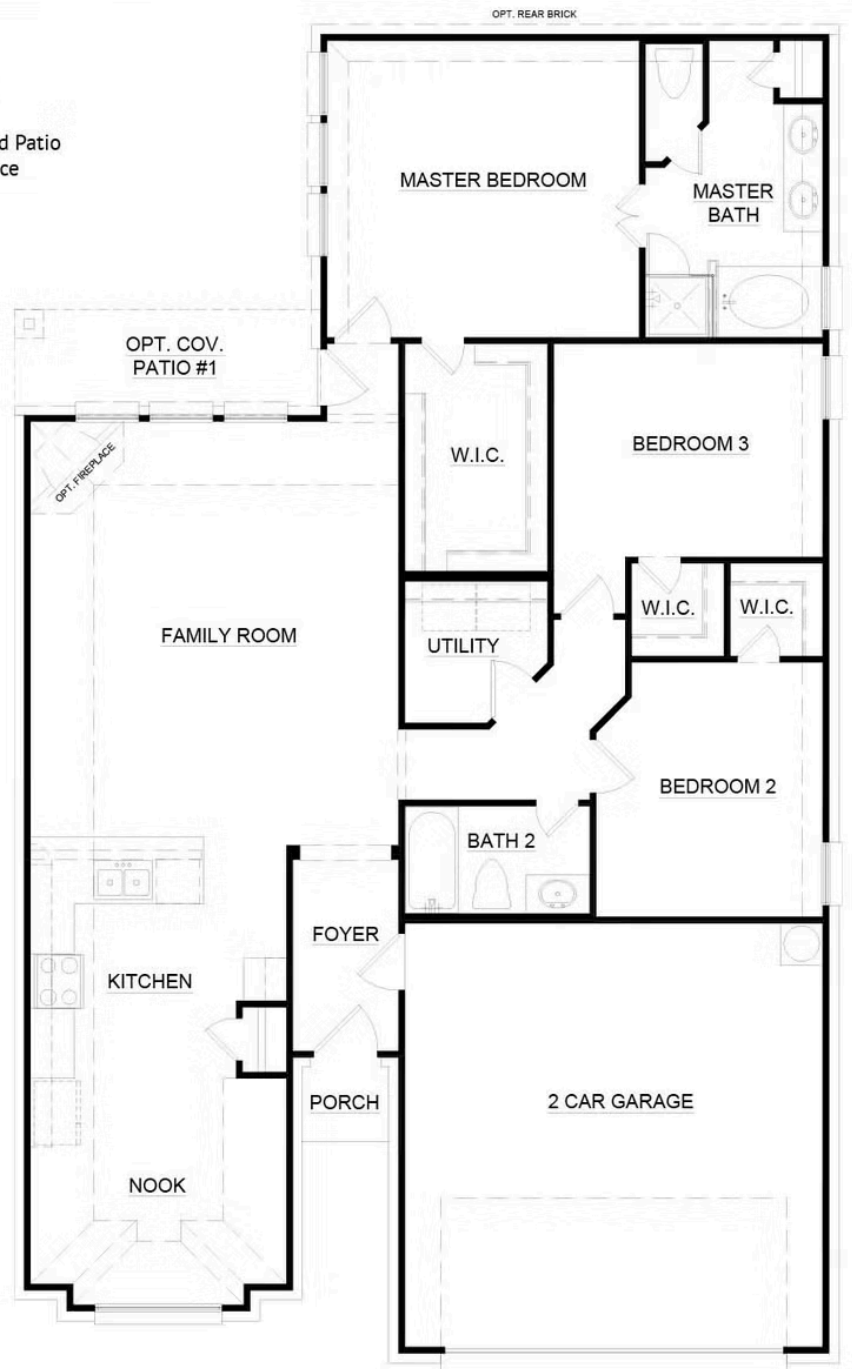 OPT. REAR BRICK
d Patio
ce
MASTER BEDROOM
MASTER
BATH
OPT. COV.
PATIO #1
OPT. FIREPLACE
W.I.C.
BEDROOM 3
FAMILY ROOM
UTILITY
W.I.C.
W.I.C.
BEDROOM 2
BATH 2
FOYER
KITCHEN
PORCH
2 CAR GARAGE
NOOK